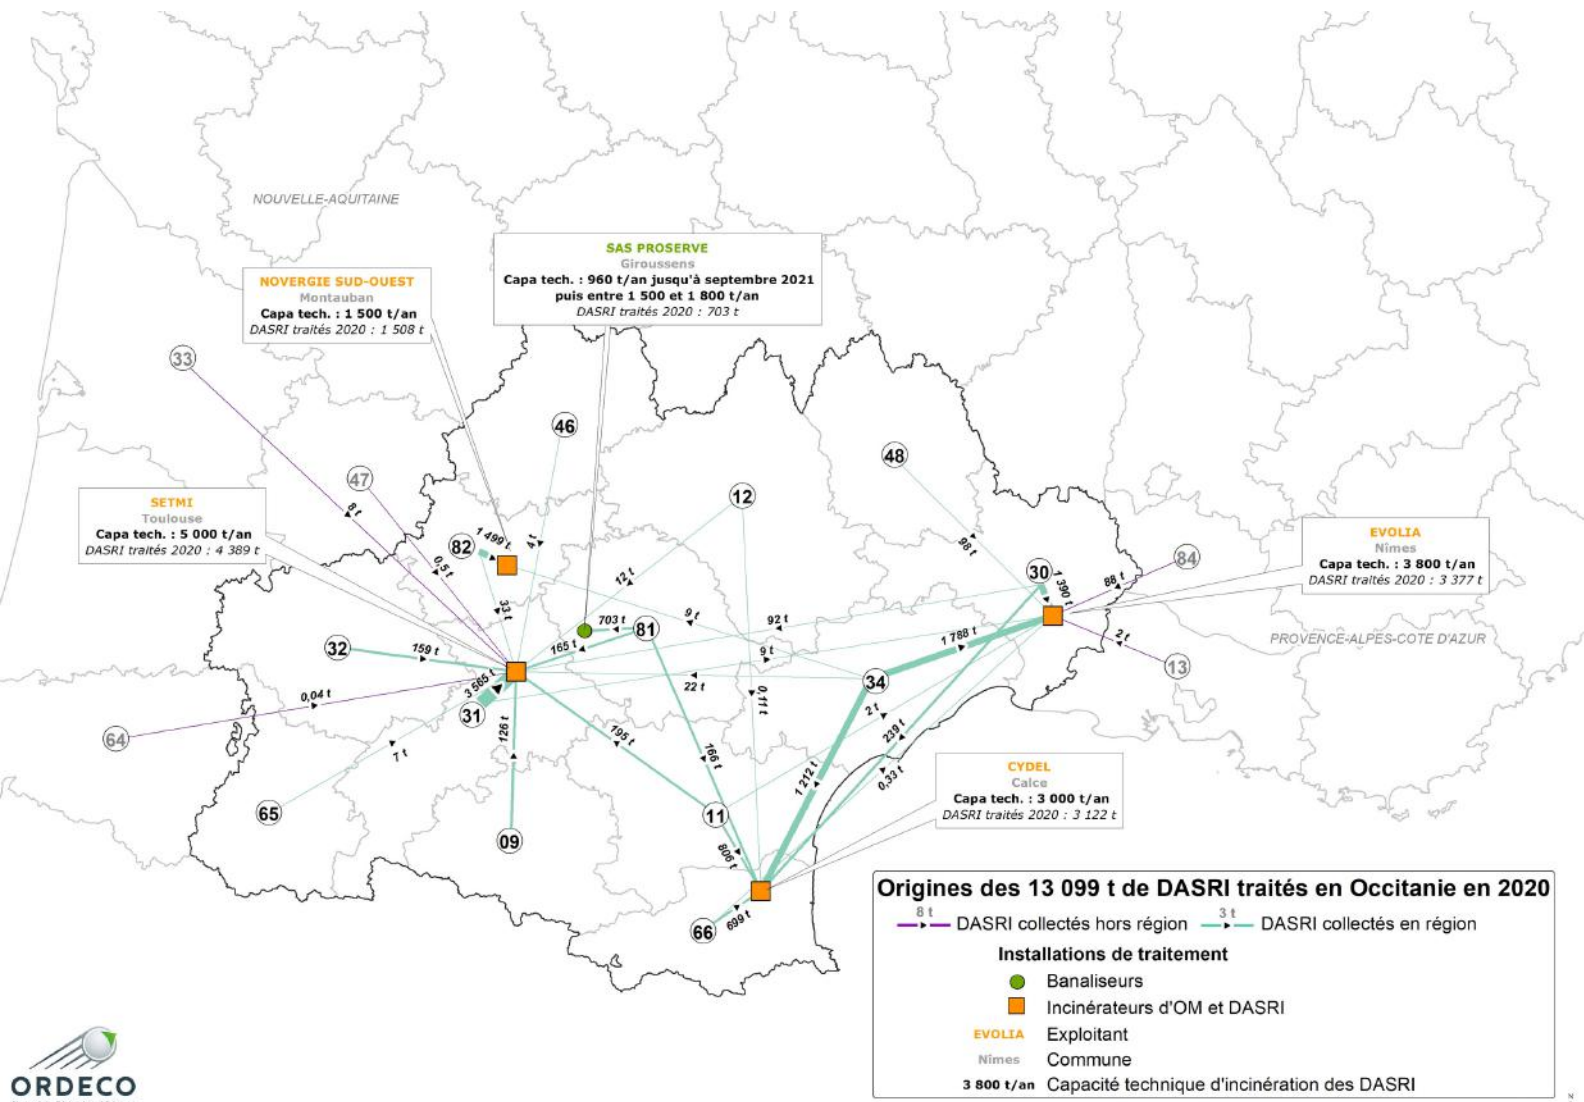 NOUVELLE-AQUITAINE
SAS PROSERVE
Giroussens
Capa tech. : 960 t/an jusqu'à septembre 2021
puis entre 1 500 et 1 800 t/an
DASRI traités 2020 : 703 t
NOVERGIE SUD-OUEST
Montauban
Capa tech. : 1 500 t/an
DASRI traités 2020 : 1 508 t
33
46
48
47
12
SETMI
Toulouse
Capa tech. : 5 000 t/an
DASRI traités 2020 : 4 389 t
8 t
EVOLIA
Nîmes
Capa tech. : 3 800 t/an
DASRI traités 2020 : 3 377 t
82
1 499 t
4 t
98 t
84
0,5 t
12 t
30
1 390 t
88 t
33 t
9 t
703 t
81
92 t
2 t
PROVENCE-ALPES-COTE D'AZUR
32
159 t
165 t
9 t
1 788 t
13
3 565 t
22 t
34
0,04 t
31
0,11 t
2 t
64
126 t
195 t
239 t
7 t
166 t
1 212 t
0,33 t
CYDEL
Calce
Capa tech. : 3 000 t/an
DASRI traités 2020 : 3 122 t
65
11
09
806 t
66
699 t
Origines des 13 099 t de DASRI traités en Occitanie en 2020
8 t DASRI collectés hors région 3 t DASRI collectés en région
Installations de traitement
Banaliseurs
Incinérateurs d'OM et DASRI
EVOLIA Exploitant
Nîmes Commune
3 800 t/an Capacité technique d'incinération des DASRI
ORDECO